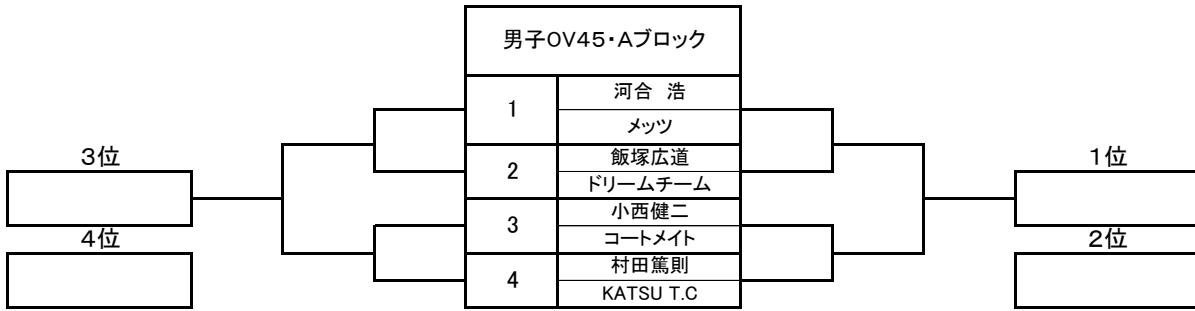 男子OV45・Aブロック
1
河合　浩
メッツ
2
飯塚広道
ドリームチーム
3
小西健二
コートメイト
4
村田篤則
KATSU T.C
3位
4位
1位
2位